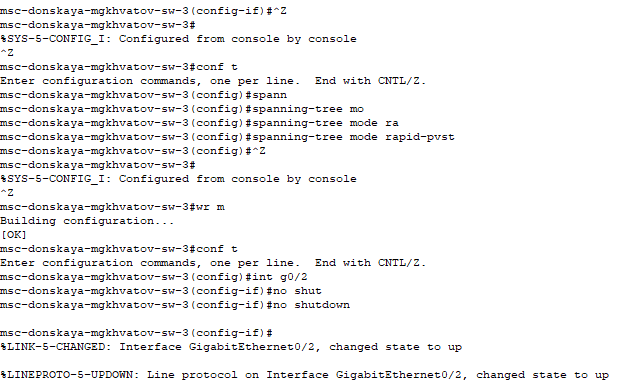 msc-donskaya-mgkhvatov-sw-3(config-if)#^Z
msc-donskaya-mgkhvatov-sw-3#
%SYS-5-CONFIG_I: Configured from console by console
^Z
msc-donskaya-mgkhvatov-sw-3#conf t
Enter configuration commands, one per line.  End with CNTL/Z.
msc-donskaya-mgkhvatov-sw-3(config)#spann
msc-donskaya-mgkhvatov-sw-3(config)#spanning-tree mo
msc-donskaya-mgkhvatov-sw-3(config)#spanning-tree mode ra
msc-donskaya-mgkhvatov-sw-3(config)#spanning-tree mode rapid-pvst
msc-donskaya-mgkhvatov-sw-3(config)#^Z
msc-donskaya-mgkhvatov-sw-3#
%SYS-5-CONFIG_I: Configured from console by console
^Z
msc-donskaya-mgkhvatov-sw-3#wr m
Building configuration...
[OK]
msc-donskaya-mgkhvatov-sw-3#conf t
Enter configuration commands, one per line.  End with CNTL/Z.
msc-donskaya-mgkhvatov-sw-3(config)#int g0/2
msc-donskaya-mgkhvatov-sw-3(config-if)#no shut
msc-donskaya-mgkhvatov-sw-3(config-if)#no shutdown
msc-donskaya-mgkhvatov-sw-3(config-if)#
%LINK-5-CHANGED: Interface GigabitEthernet0/2, changed state to up
%LINEPROTO-5-UPDOWN: Line protocol on Interface GigabitEthernet0/2, changed state to up